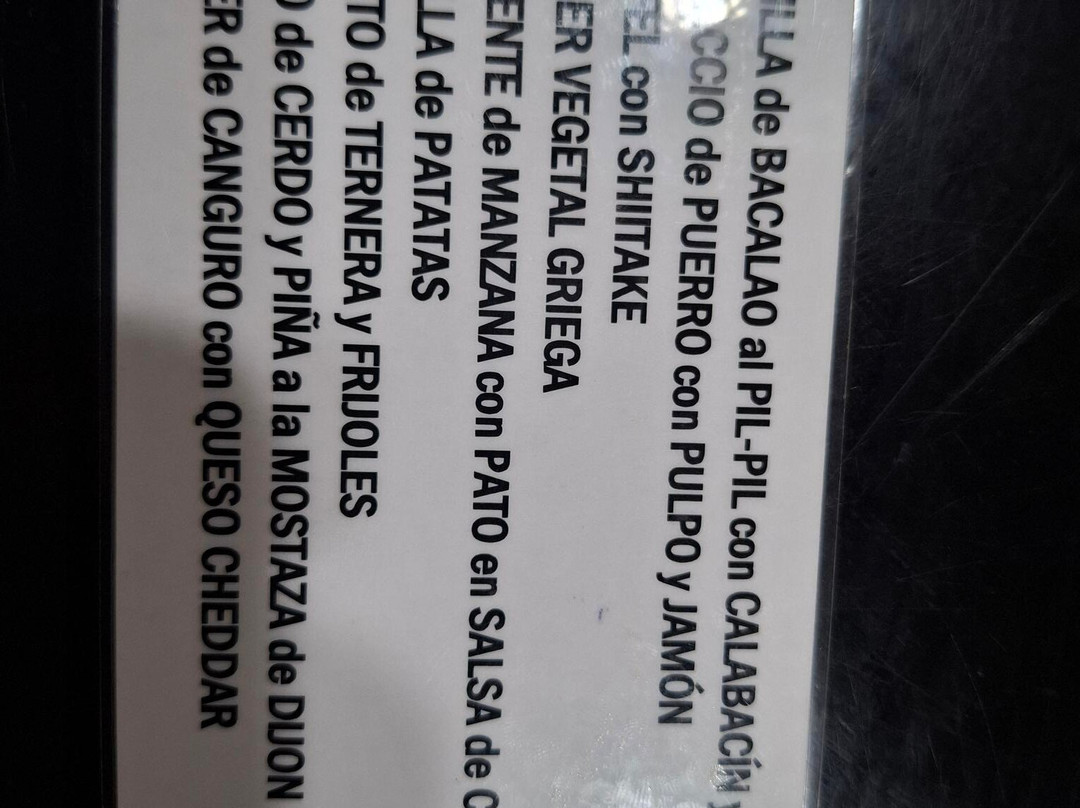 ILLA de BACALAO al PIL-PIL con CALABACÍN y
CCIO de PUERRO con PULPO y JAMÓN
EL con SHIITAKE
ER VEGETAL GRIEGA
ENTE de MANZANA con PATO en SALSA de C
LLA de PATATAS
TO de TERNERA y FRIJOLES
O de CERDO y PIÑA a la MOSTAZA de DIJON
ER de CANGURO con QUESO CHEDDAR